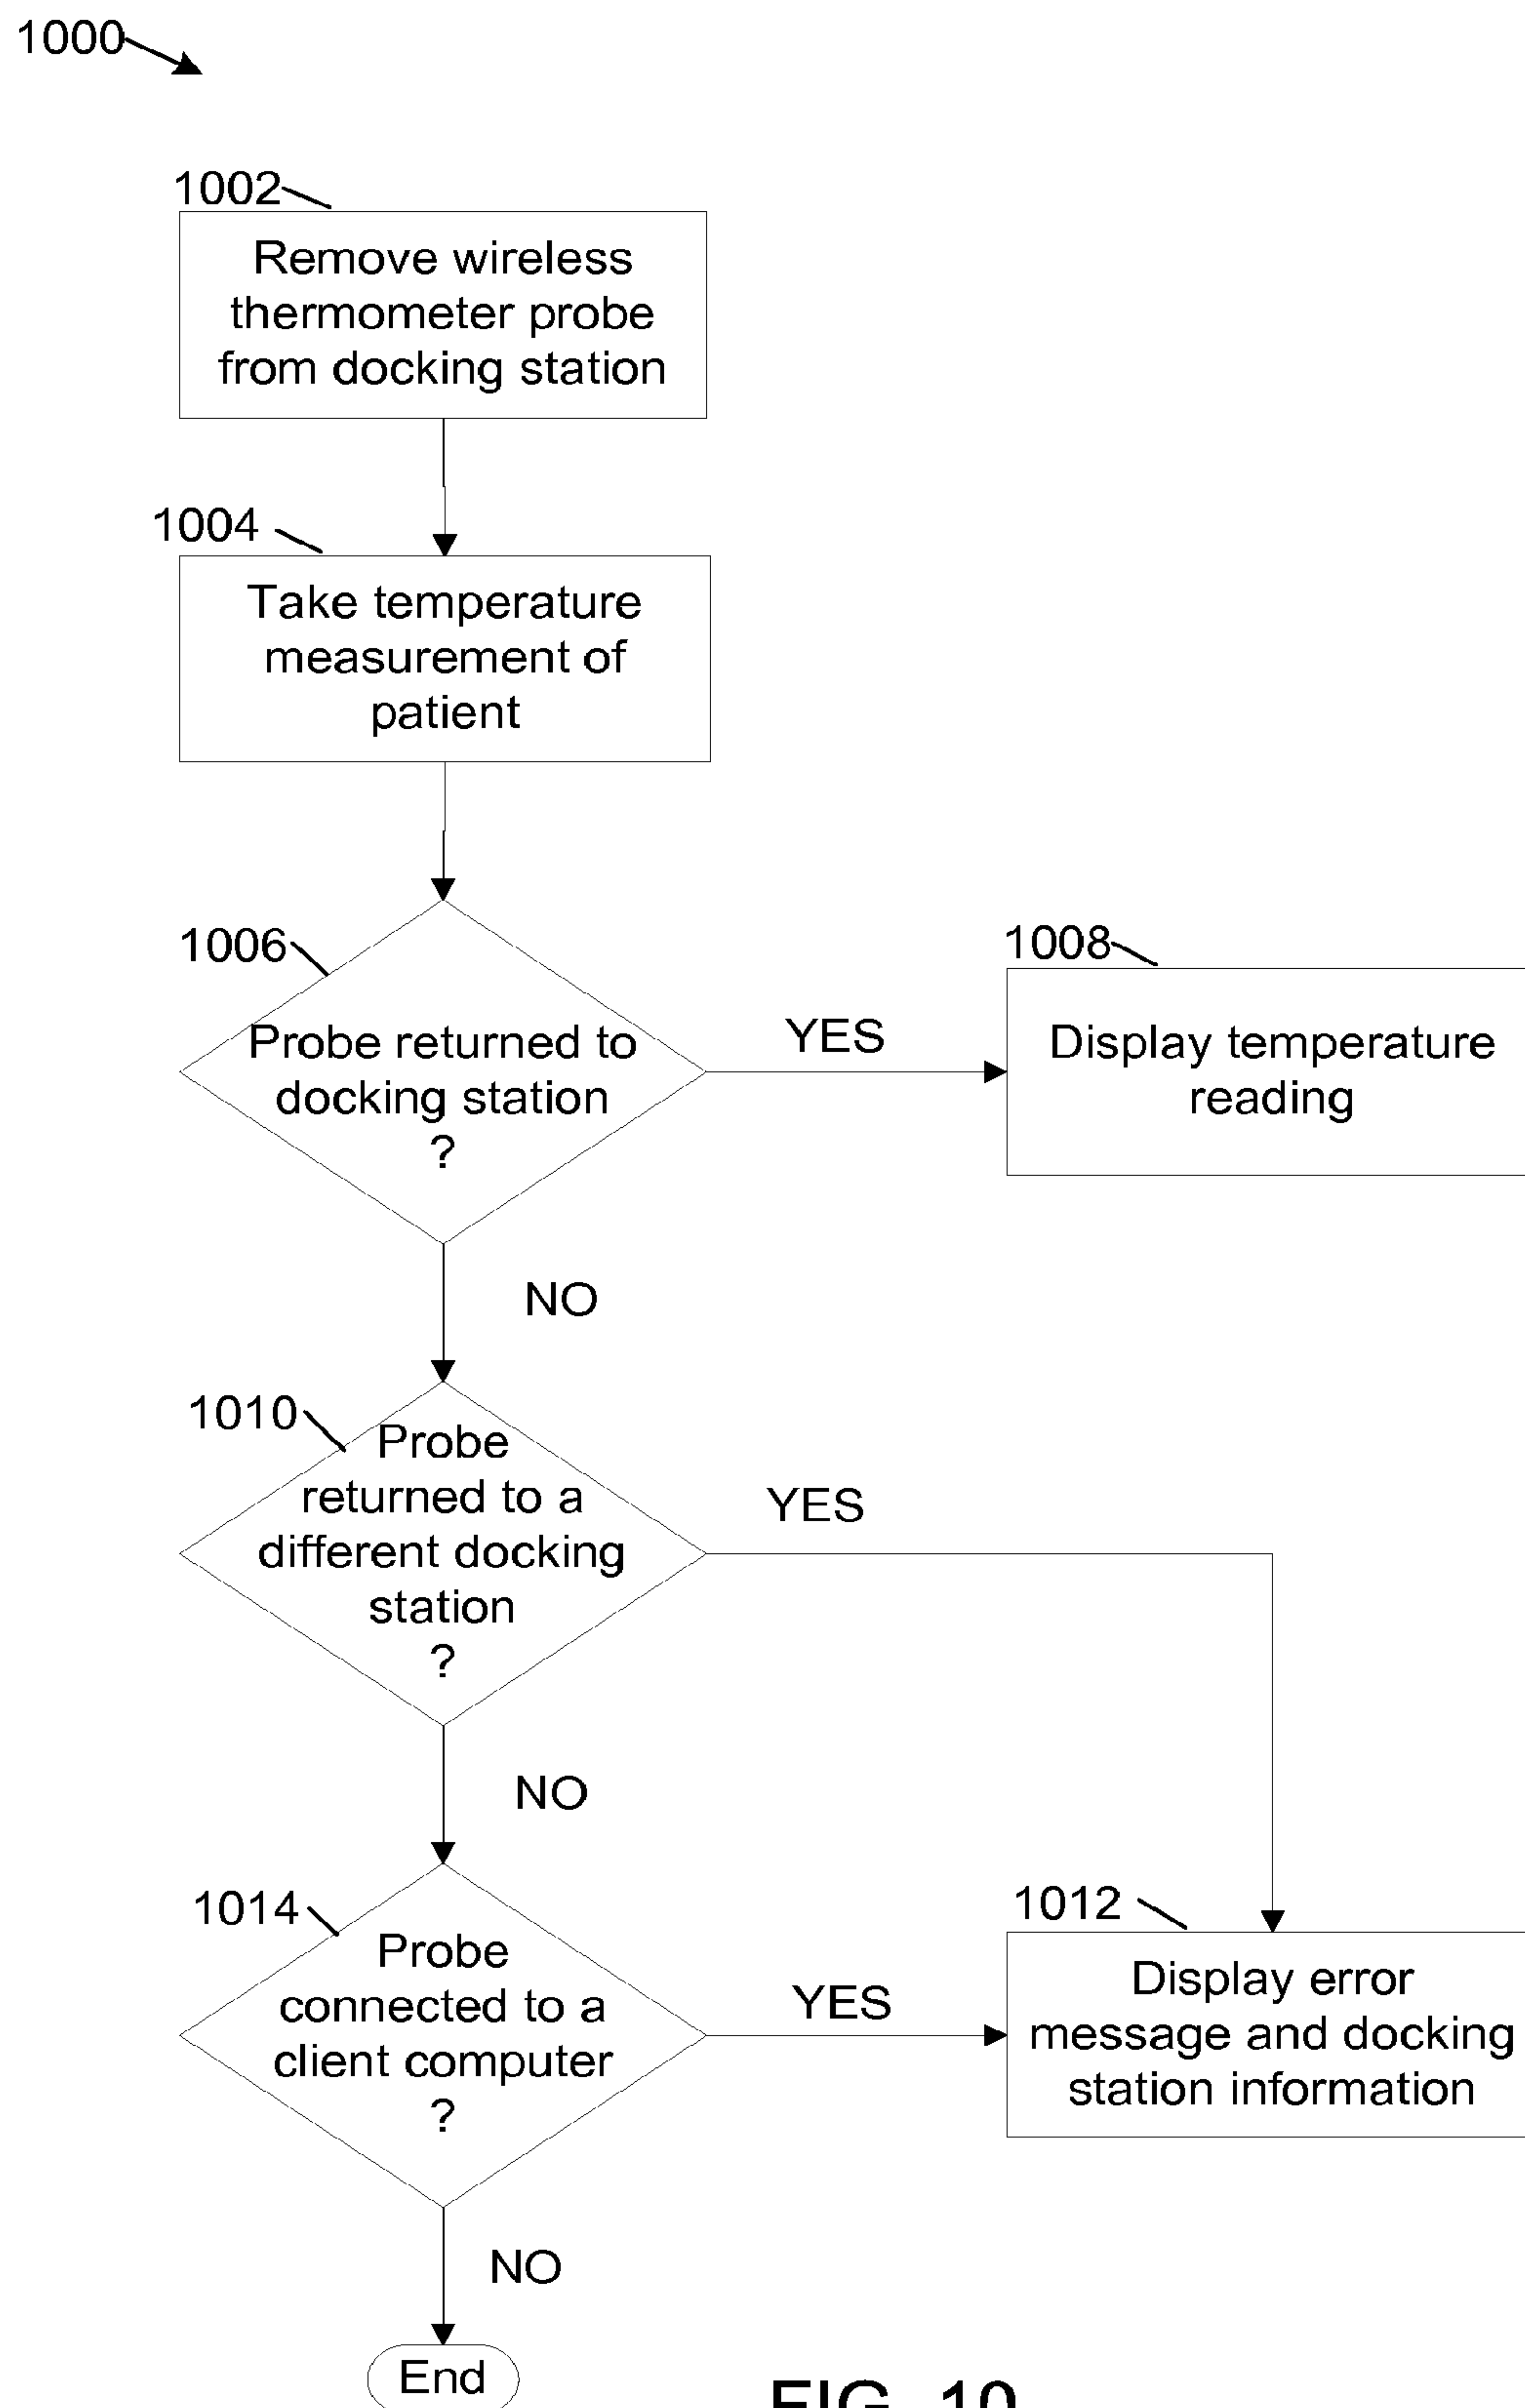 1000
1002
Remove wireless
thermometer probe
from docking station
1004
Take temperature
measurement of
patient
1006
Probe returned to
docking station
?
YES
1008
Display temperature
reading
NO
1010
Probe
returned to a
different docking
station
?
YES
NO
1014
Probe
connected to a
client computer
?
YES
1012
Display error
message and docking
station information
NO
End
FIG. 10